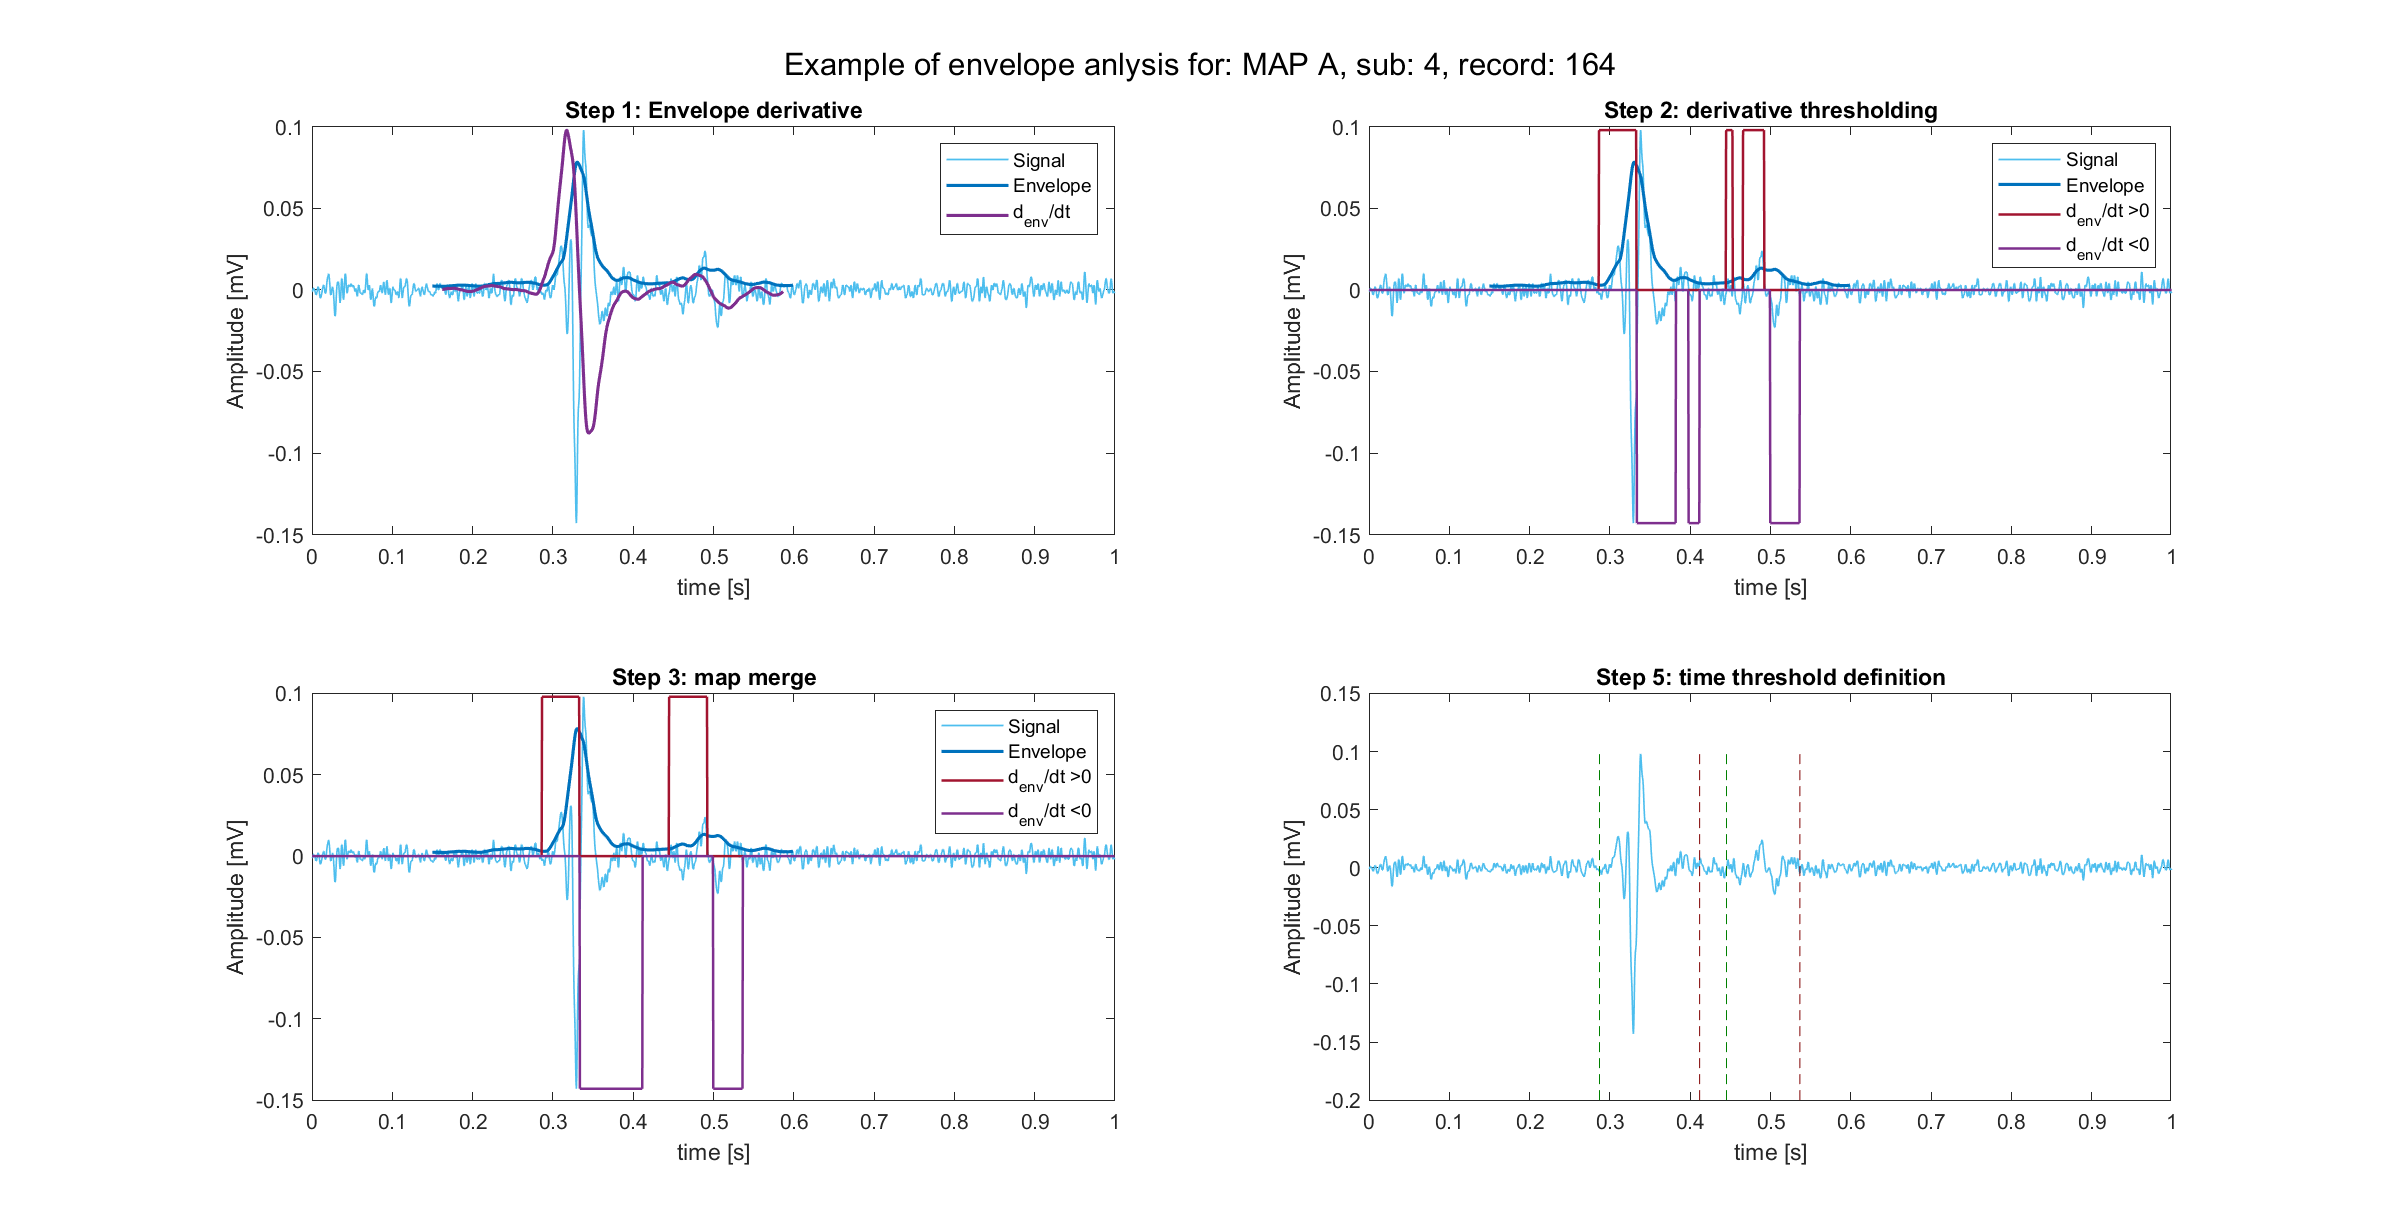 Example of envelope anlysis for: MAP A, sub: 4, record: 164
Step 1: Envelope derivative
0.1
0.05
0
-0.05
-0.1
-0.15
Amplitude [mV]
0 0.1 0.2 0.3 0.4 0.5 0.6 0.7 0.8 0.9 1
time [s]
Signal
Envelope
d_env/dt
Step 2: derivative thresholding
0.1
0.05
0
-0.05
-0.1
-0.15
Amplitude [mV]
0 0.1 0.2 0.3 0.4 0.5 0.6 0.7 0.8 0.9 1
time [s]
Signal
Envelope
d_env/dt >0
d_env/dt <0
Step 3: map merge
0.1
0.05
0
-0.05
-0.1
-0.15
Amplitude [mV]
0 0.1 0.2 0.3 0.4 0.5 0.6 0.7 0.8 0.9 1
time [s]
Signal
Envelope
d_env/dt >0
d_env/dt <0
Step 5: time threshold definition
0.15
0.1
0.05
0
-0.05
-0.1
-0.15
-0.2
Amplitude [mV]
0 0.1 0.2 0.3 0.4 0.5 0.6 0.7 0.8 0.9 1
time [s]